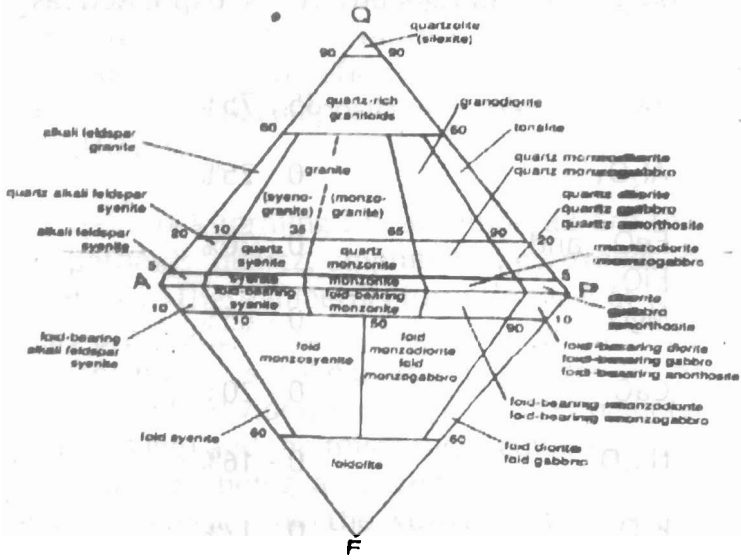 Q
quartzolite
(silexite)
90 90
quartz-rich
granitoids
granodiorite
60 60
alkali feldspar
granite
tonalite
granite
quartz monzodiorite
quartz monzogabbro
(syeno-
granite)
(monzo-
granite)
quartz alkali feldspar
syenite
quartz diorite
quartz gabbro
quartz anorthosite
20 10 35 65 90 20
alkali feldspar
syenite
quartz
syenite
quartz
monzonite
monzodiorite
monzogabbro
5 5
A P
syenite monzonite
diorite
gabbro
anorthosite
foid-bearing
syenite
foid-bearing
monzonite
10 10 50 90 10
foid-bearing
alkali feldspar
syenite
foid
monzosyenite
foid
monzodiorite
foid
monzogabbro
foid-bearing diorite
foid-bearing gabbro
foid-bearing anorthosite
foid-bearing monzodiorite
foid-bearing monzogabbro
foid syenite
60 60
foid diorite
foid gabbro
foidolite
F